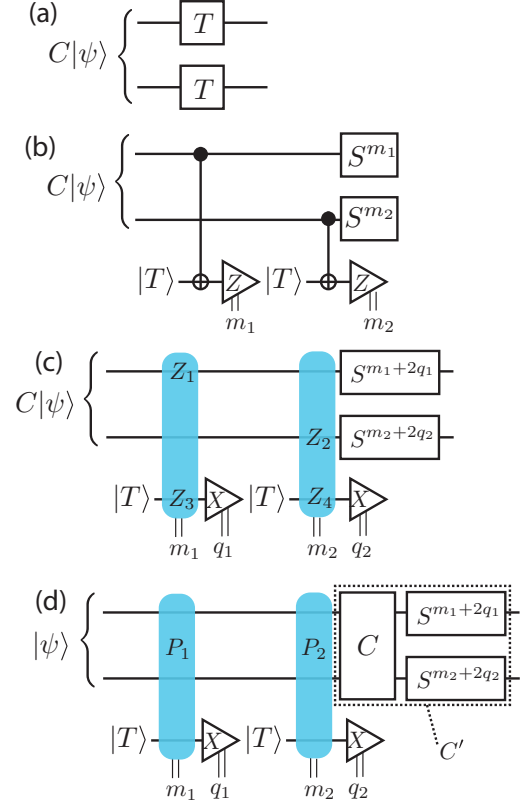 (a)
T
C|ψ⟩
T
(b)
S^{m_1}
C|ψ⟩
S^{m_2}
|T⟩ Z |T⟩ Z
m_1 m_2
(c)
Z_1 S^{m_1+2q_1}
C|ψ⟩
Z_2 S^{m_2+2q_2}
|T⟩ Z_3 X |T⟩ Z_4 X
m_1 q_1 m_2 q_2
(d)
S^{m_1+2q_1}
|ψ⟩ P_1 P_2 C
S^{m_2+2q_2}
|T⟩ X |T⟩ X
C′
m_1 q_1 m_2 q_2